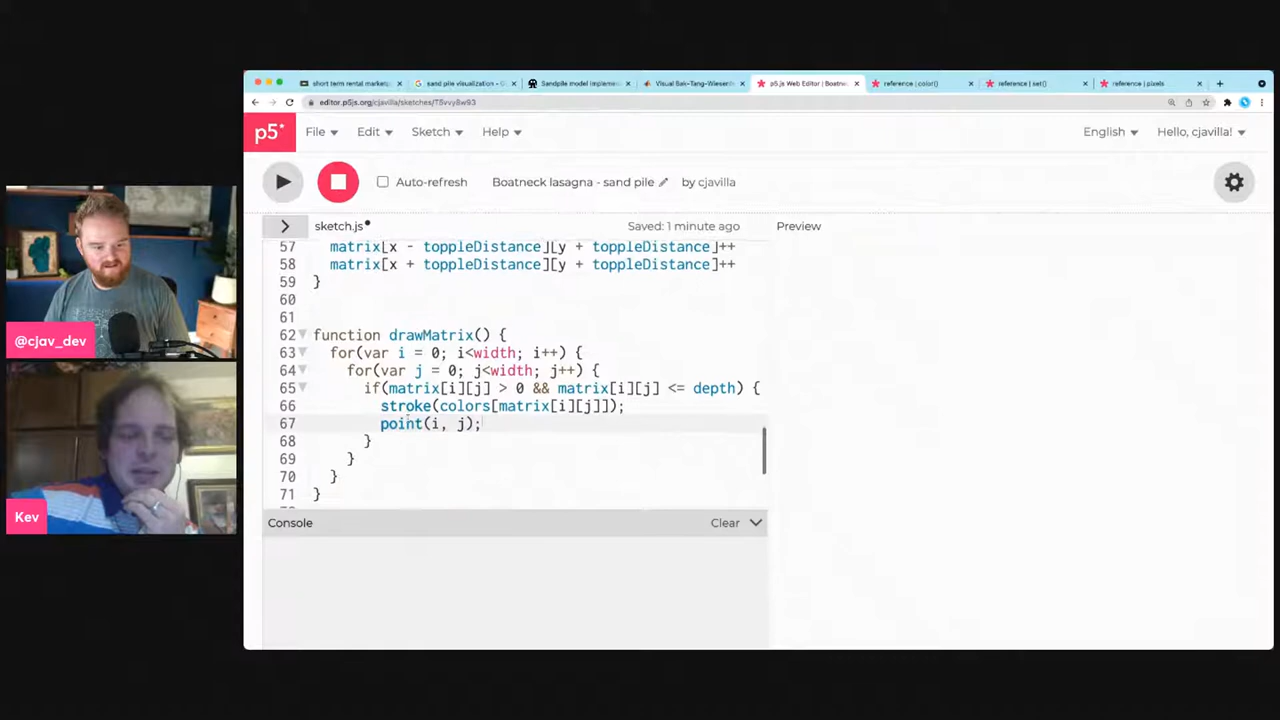 short term rental market
sand pile visualization - G
Sandpile model impleme
Visual Bak-Tang-Wiesen
p5.js Web Editor | Boatne
reference | color()
reference | set()
reference | pixels
editor.p5js.org/cjavilla/sketches/T5vvy8w93
p5*
File
Edit
Sketch
Help
English
Hello, cjavilla!
Auto-refresh
Boatneck lasagna - sand pile
by cjavilla
sketch.js
Saved: 1 minute ago
Preview
57 matrix[x - toppleDistance][y + toppleDistance]++
58 matrix[x + toppleDistance][y + toppleDistance]++
59 }
60
61
62 function drawMatrix() {
63 for(var i = 0; i<width; i++) {
64 for(var j = 0; j<width; j++) {
65 if(matrix[i][j] > 0 && matrix[i][j] <= depth) {
66 stroke(colors[matrix[i][j]]);
67 point(i, j);
68 }
69 }
70 }
71 }
Console
Clear
@cjav_dev
Kev